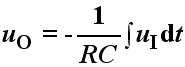 u_O = -\frac{1}{RC}\int u_I dt